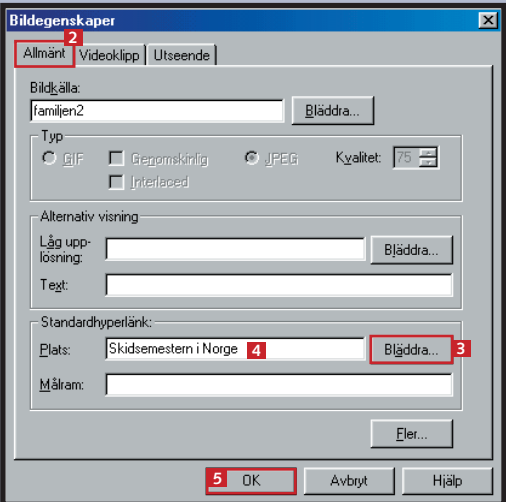 Bildegenskaper
2
Allmänt Videoklipp Utseende
Bildkälla:
familjen2 Bläddra...
Typ
GIF Genomskinlig JPEG Kvalitet: 75
Interlaced
Alternativ visning
Låg upp-
lösning: Bläddra...
Text:
Standardhyperlänk:
Plats: Skidsemestern i Norge 4 Bläddra... 3
Målram:
Fler...
5 OK Avbryt Hjälp